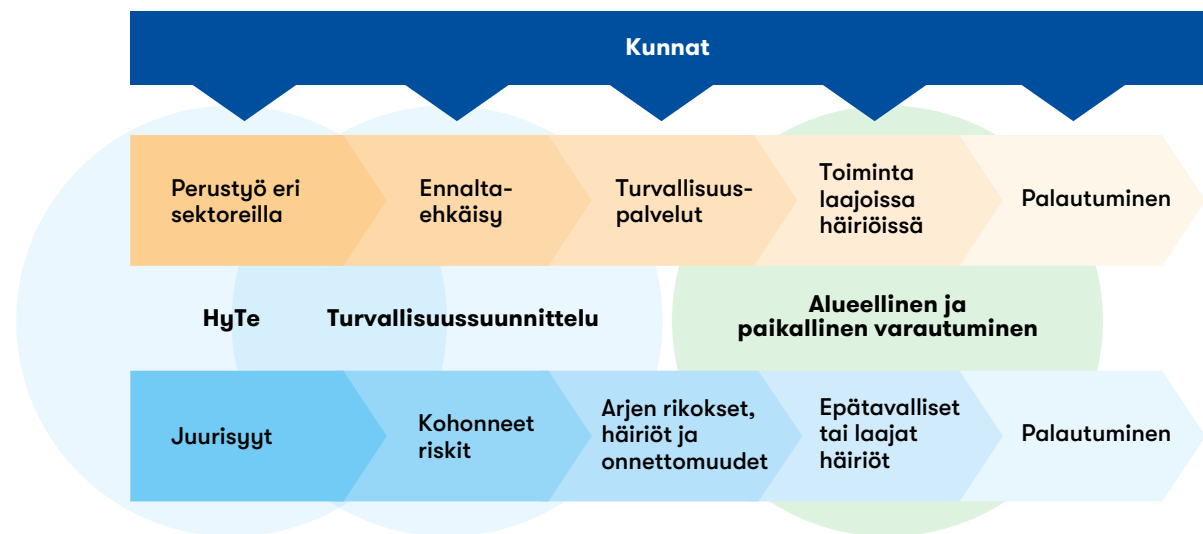 Kunnat
Perustyö eri
sektoreilla
Ennalta-
ehkäisy
Turvallisuus-
palvelut
Toiminta
laajoissa
häiriöissä
Palautuminen
HyTe
Turvallisuussuunnittelu
Alueellinen ja
paikallinen varautuminen
Juurisyyt
Kohonneet
riskit
Arjen rikokset,
häiriöt ja
onnettomuudet
Epätavalliset
tai laajat
häiriöt
Palautuminen